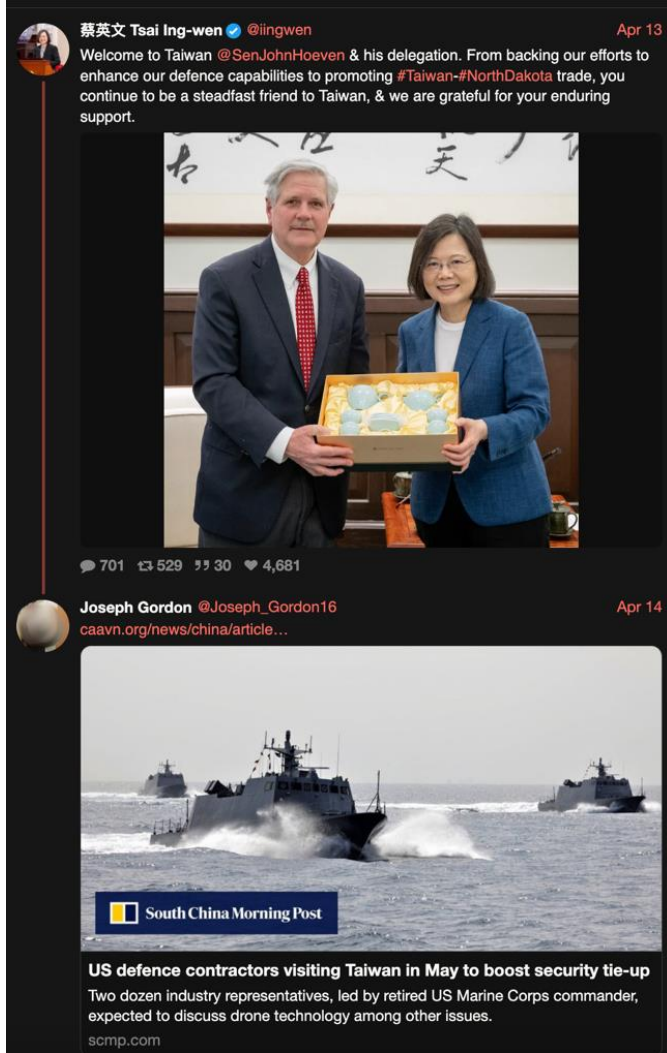 蔡英文 Tsai Ing-wen @iingwen Apr 13
Welcome to Taiwan @SenJohnHoeven & his delegation. From backing our efforts to
enhance our defence capabilities to promoting #Taiwan-#NorthDakota trade, you
continue to be a steadfast friend to Taiwan, & we are grateful for your enduring
support.
天
701 529 30 4,681
Joseph Gordon @Joseph_Gordon16 Apr 14
caavn.org/news/china/article…
South China Morning Post
US defence contractors visiting Taiwan in May to boost security tie-up
Two dozen industry representatives, led by retired US Marine Corps commander,
expected to discuss drone technology among other issues.
scmp.com